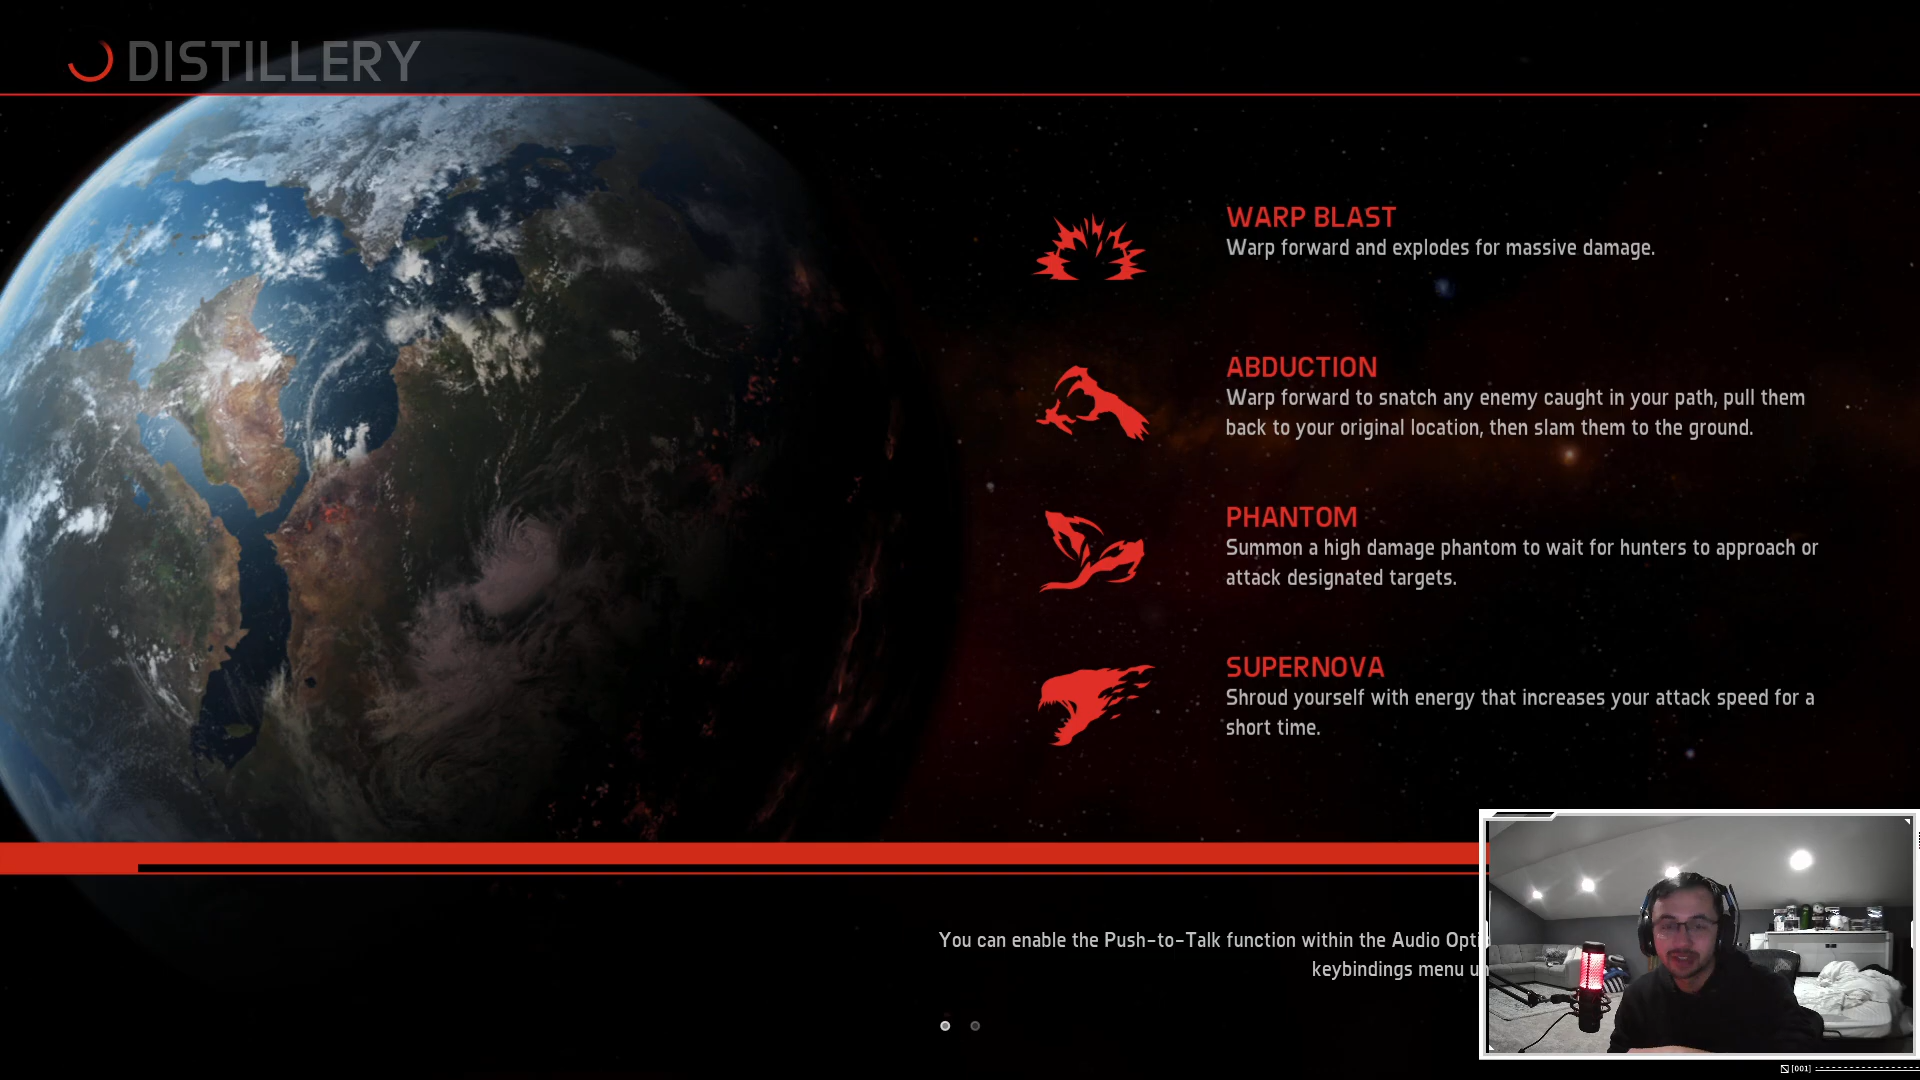 DISTILLERY
WARP BLAST
Warp forward and explodes for massive damage.
ABDUCTION
Warp forward to snatch any enemy caught in your path, pull them
back to your original location, then slam them to the ground.
PHANTOM
Summon a high damage phantom to wait for hunters to approach or
attack designated targets.
SUPERNOVA
Shroud yourself with energy that increases your attack speed for a
short time.
You can enable the Push-to-Talk function within the Audio
keybindings menu
[001]